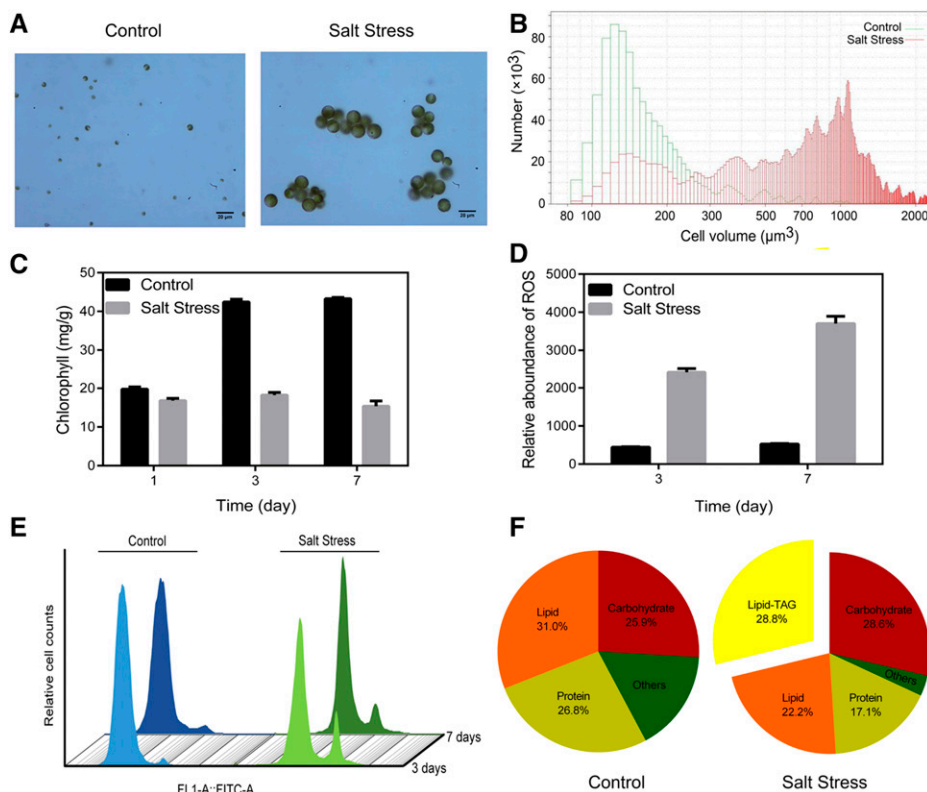 A
Control
Salt Stress
20 µm
20 µm
B
Control
Salt Stress
Number (×10³)
80
60
40
20
0
80
100
200
300
500
700
1000
2000
Cell volume (µm³)
C
Control
Salt Stress
Chlorophyll (mg/g)
50
40
30
20
10
0
1
3
7
Time (day)
D
Control
Salt Stress
Relative aboundance of ROS
5000
4000
3000
2000
1000
0
3
7
Time (day)
E
Control
Salt Stress
Relative cell counts
7 days
3 days
FL1-A::FITC-A
F
Lipid
31.0%
Carbohydrate
25.9%
Others
Protein
26.8%
Control
Lipid-TAG
28.8%
Carbohydrate
28.6%
Others
Lipid
22.2%
Protein
17.1%
Salt Stress